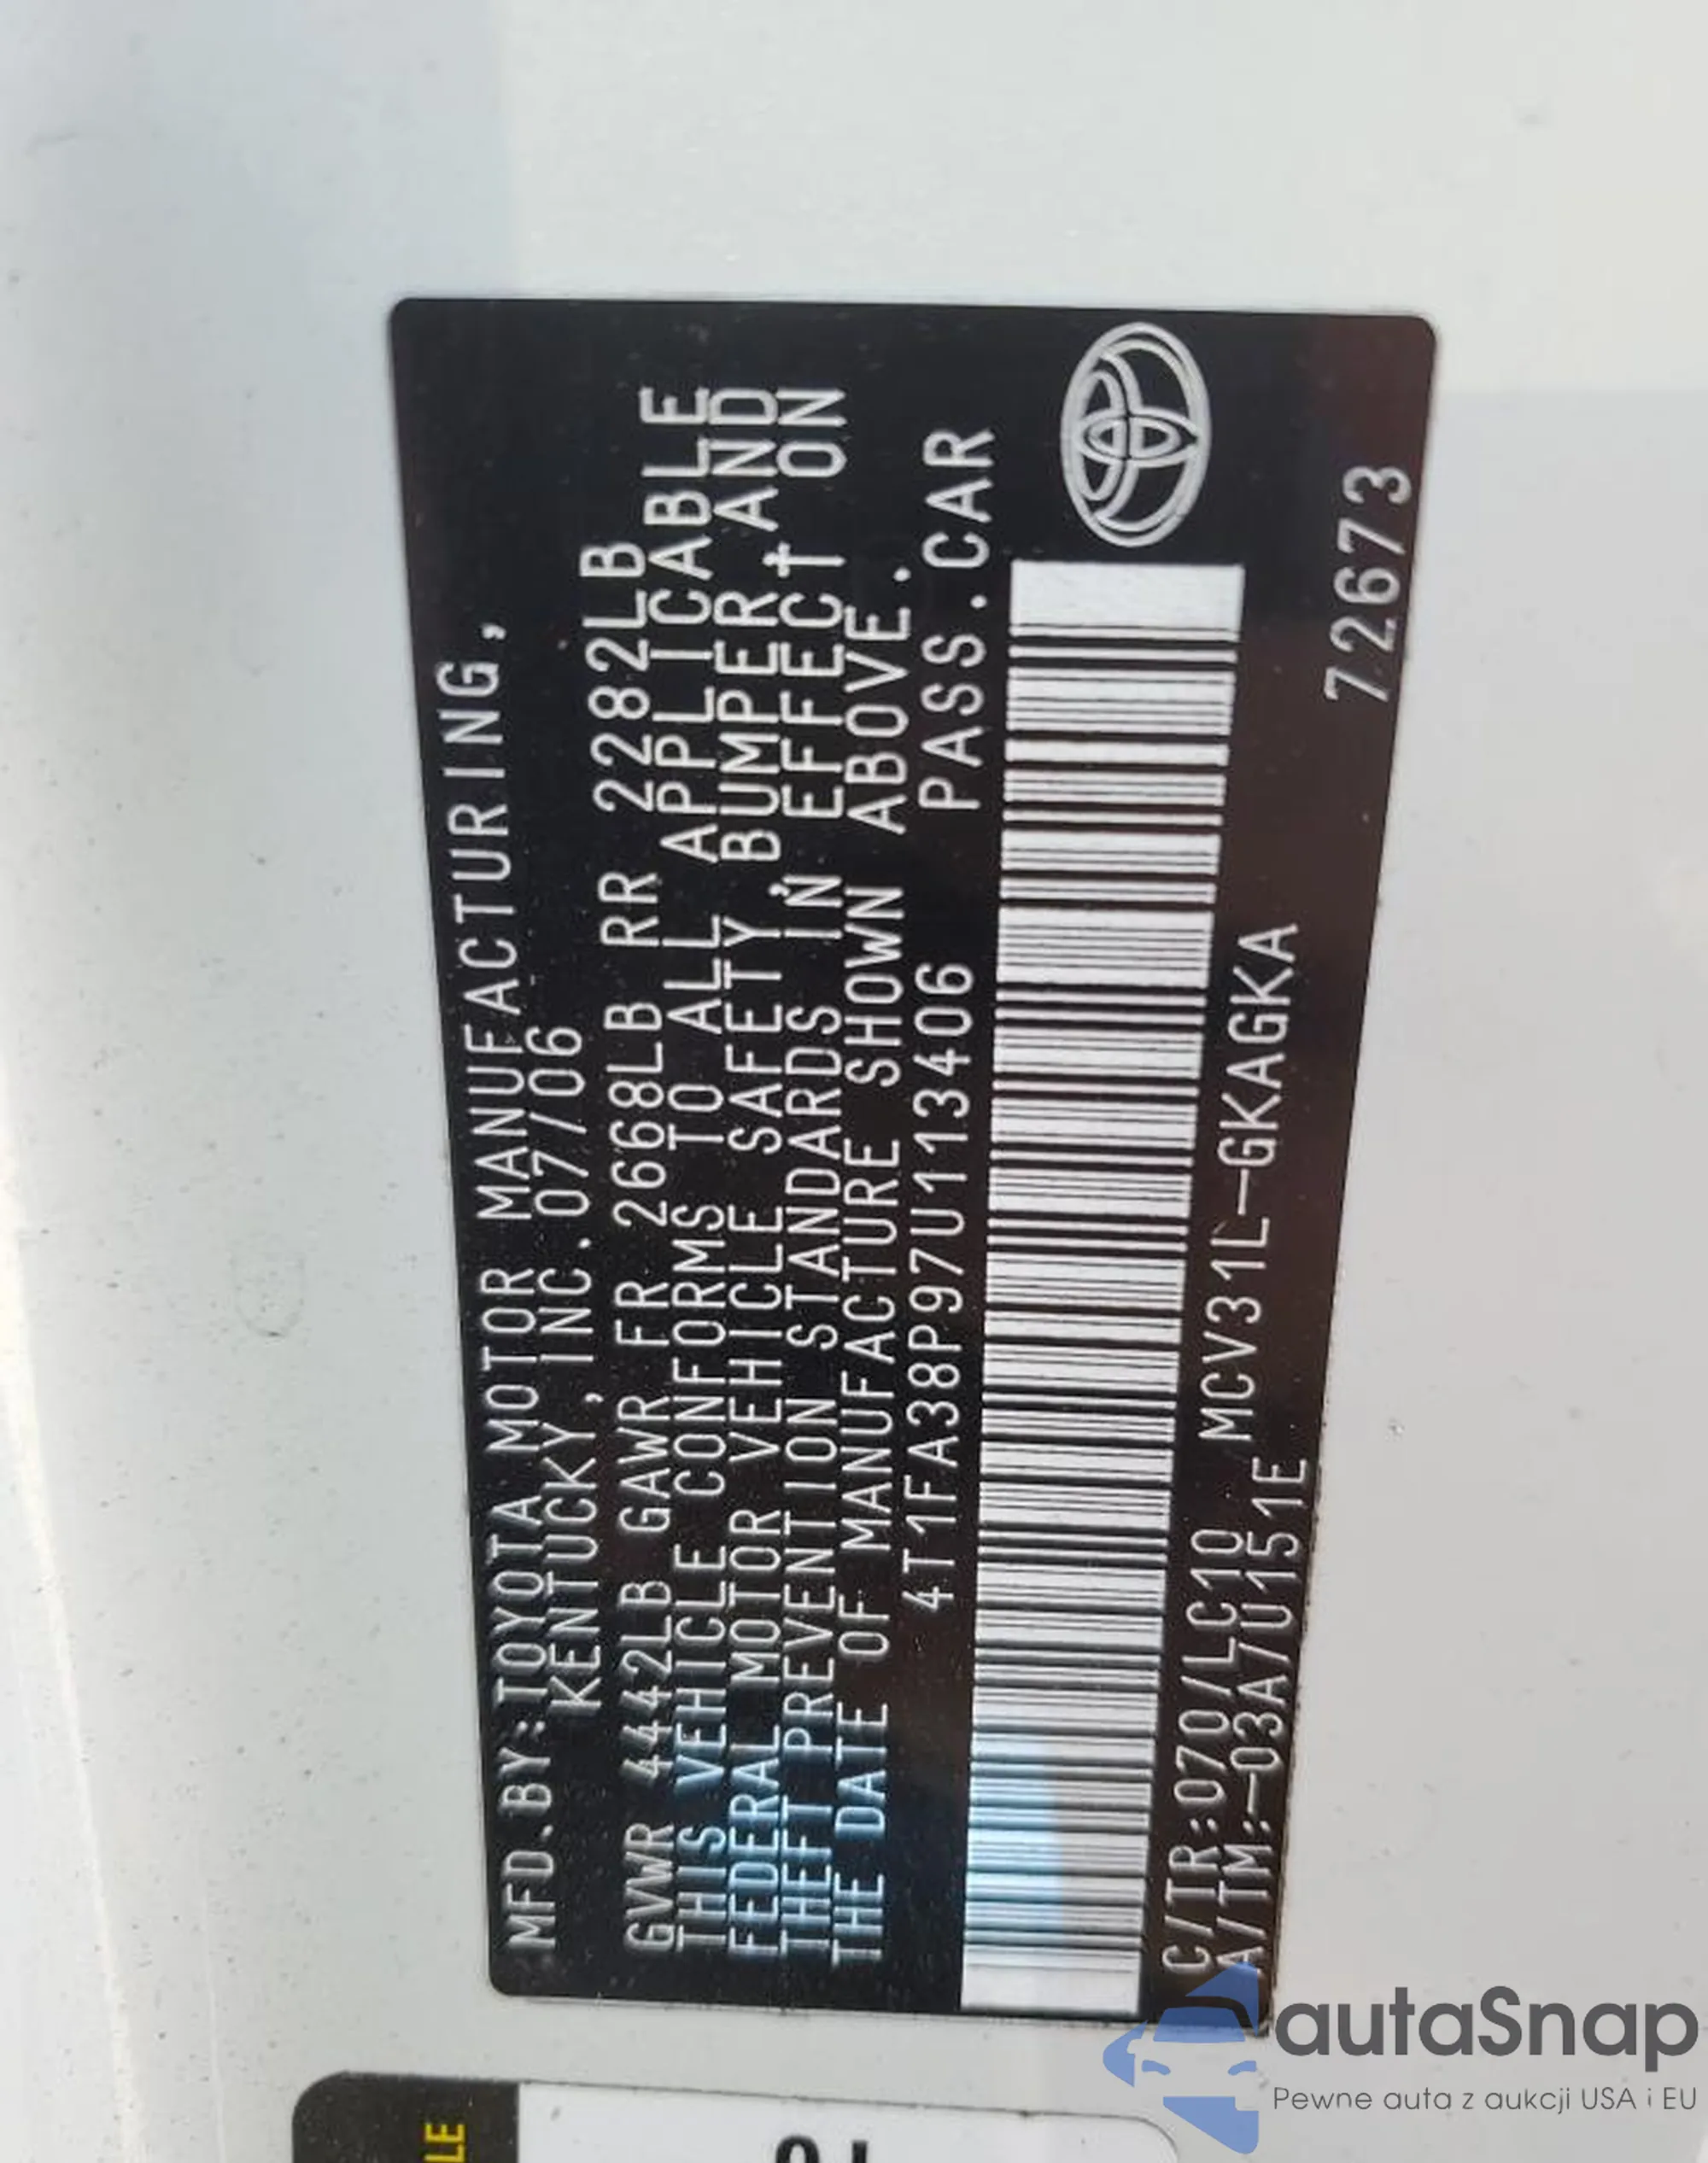 MFD.BY:TOYOTA MOTOR MANUFACTURING,
KENTUCKY, INC.07/06
GVWR 4442LB GAWR FR 2668LB RR 2282LB
THIS VEHICLE CONFORMS TO ALL APPLICABLE
FEDERAL MOTOR VEHICLE SAFETY, BUMPER AND
THEFT PREVENTION STANDARDS IN EFFECT ON
THE DATE OF MANUFACTURE SHOWN ABOVE.
4T1FA38P97U113406 PASS.CAR
C/TR:070/LC10 MCV31L-GKAGKA
A/TM:-03A/U151E
72673
LE
autaSnap
Pewne auta z aukcji USA i EU